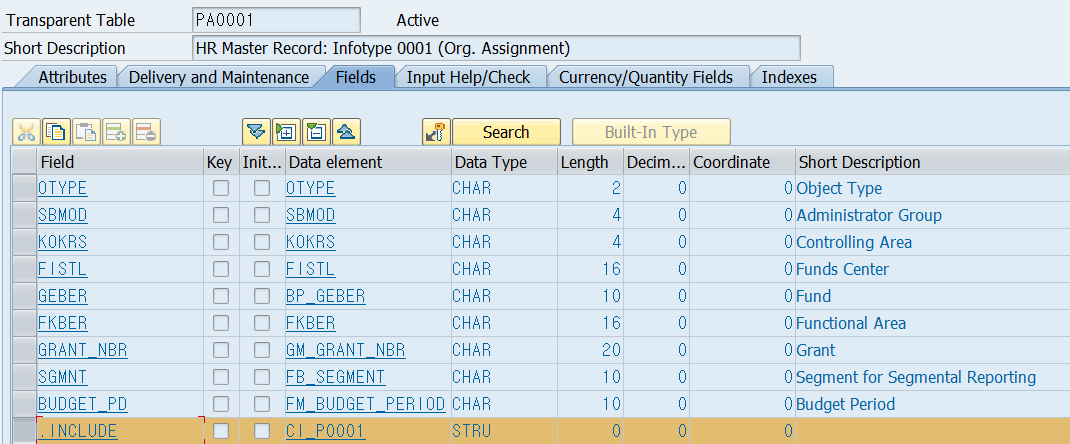 Transparent Table PA0001 Active
Short Description HR Master Record: Infotype 0001 (Org. Assignment)
Attributes Delivery and Maintenance Fields Input Help/Check Currency/Quantity Fields Indexes
Search Built-In Type
Field Key Init... Data element Data Type Length Decim... Coordinate Short Description
OTYPE OTYPE CHAR 2 0 0 Object Type
SBMOD SBMOD CHAR 4 0 0 Administrator Group
KOKRS KOKRS CHAR 4 0 0 Controlling Area
FISTL FISTL CHAR 16 0 0 Funds Center
GEBER BP_GEBER CHAR 10 0 0 Fund
FKBER FKBER CHAR 16 0 0 Functional Area
GRANT_NBR GM_GRANT_NBR CHAR 20 0 0 Grant
SGMNT FB_SEGMENT CHAR 10 0 0 Segment for Segmental Reporting
BUDGET_PD FM_BUDGET_PERIOD CHAR 10 0 0 Budget Period
.INCLUDE CI_P0001 STRU 0 0 0